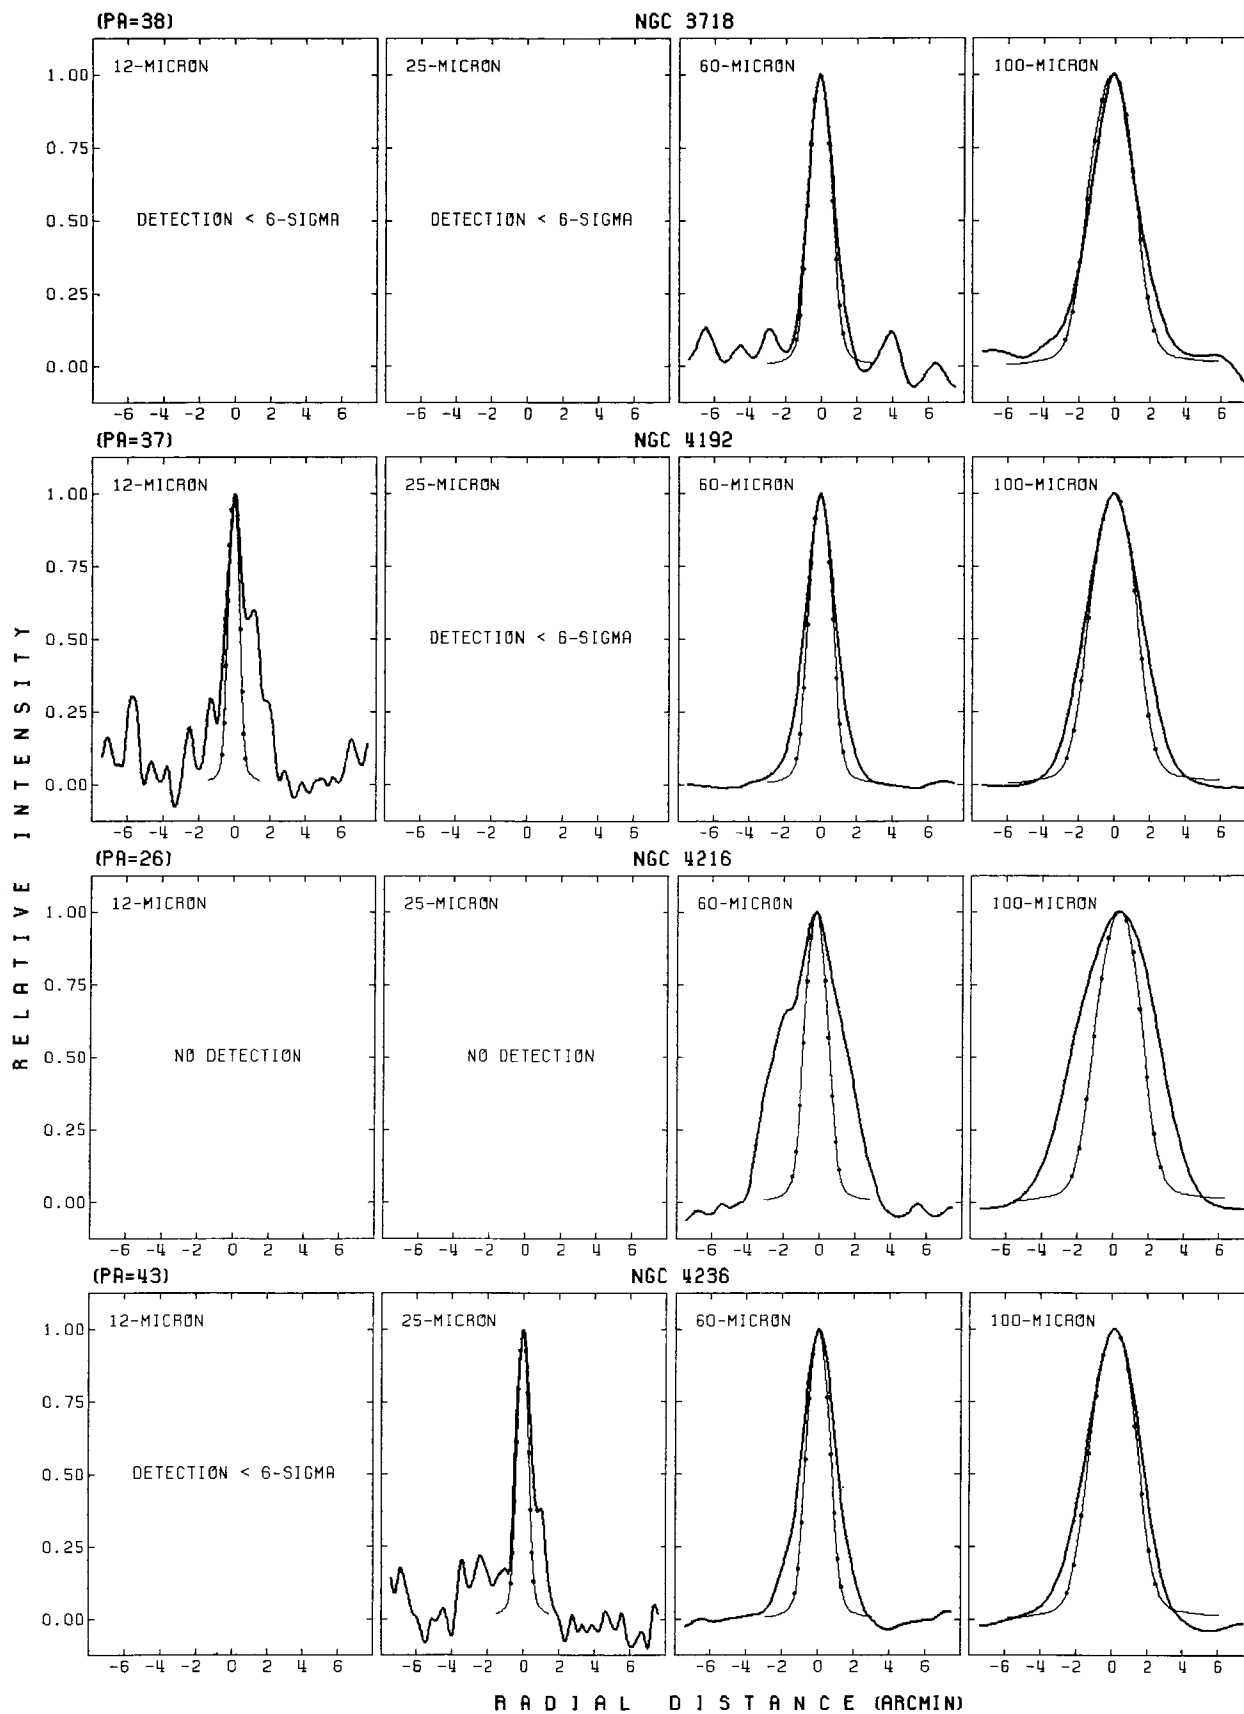 (PA=38) NGC 3718
12-MICRON 25-MICRON 60-MICRON 100-MICRON
1.00
0.75
DETECTION < 6-SIGMA DETECTION < 6-SIGMA
0.50
0.25
0.00
-6 -4 -2 0 2 4 6 -6 -4 -2 0 2 4 6 -6 -4 -2 0 2 4 6 -6 -4 -2 0 2 4 6
(PA=37) NGC 4192
12-MICRON 25-MICRON 60-MICRON 100-MICRON
1.00
0.75
DETECTION < 6-SIGMA
0.50
0.25
0.00
-6 -4 -2 0 2 4 6 -6 -4 -2 0 2 4 6 -6 -4 -2 0 2 4 6 -6 -4 -2 0 2 4 6
RELATIVE INTENSITY
(PA=26) NGC 4216
12-MICRON 25-MICRON 60-MICRON 100-MICRON
1.00
0.75
NO DETECTION NO DETECTION
0.50
0.25
0.00
-6 -4 -2 0 2 4 6 -6 -4 -2 0 2 4 6 -6 -4 -2 0 2 4 6 -6 -4 -2 0 2 4 6
(PA=43) NGC 4236
12-MICRON 25-MICRON 60-MICRON 100-MICRON
1.00
0.75
DETECTION < 6-SIGMA
0.50
0.25
0.00
-6 -4 -2 0 2 4 6 -6 -4 -2 0 2 4 6 -6 -4 -2 0 2 4 6 -6 -4 -2 0 2 4 6
RADIAL DISTANCE (ARCMIN)